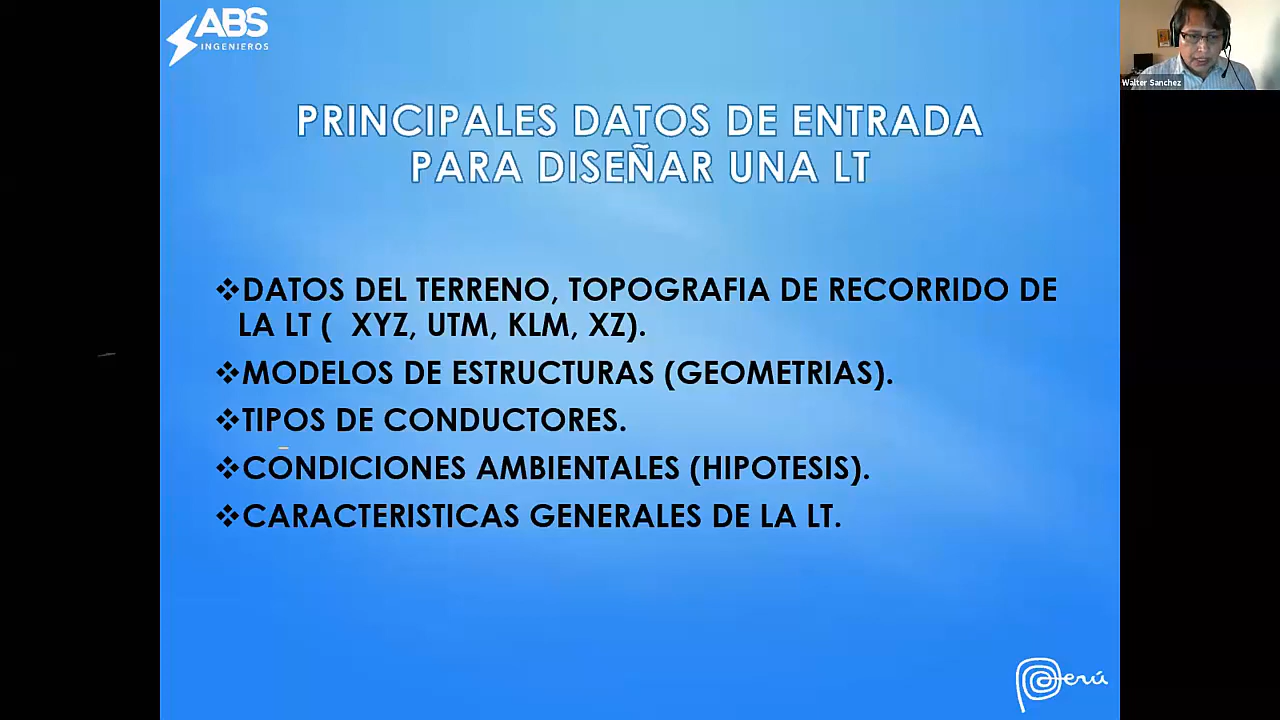 ABS
INGENIEROS
Walter Sanchez
PRINCIPALES DATOS DE ENTRADA
PARA DISEÑAR UNA LT
❖DATOS DEL TERRENO, TOPOGRAFIA DE RECORRIDO DE
LA LT (  XYZ, UTM, KLM, XZ).
❖MODELOS DE ESTRUCTURAS (GEOMETRIAS).
❖TIPOS DE CONDUCTORES.
❖CONDICIONES AMBIENTALES (HIPOTESIS).
❖CARACTERISTICAS GENERALES DE LA LT.
Perú